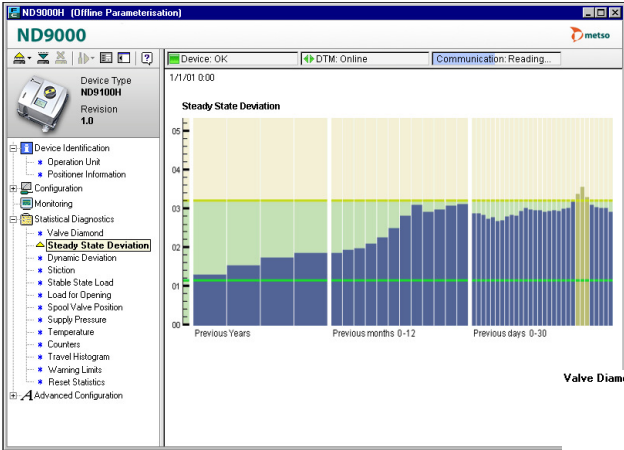 ND9000H (Offline Parameterisation)
ND9000
metso
Device: OK
DTM: Online
Communication: Reading...
Device Type
ND9100H
Revision
1.0
Device Identification
Operation Unit
Positioner Information
Configuration
Monitoring
Statistical Diagnostics
Valve Diamond
Steady State Deviation
Dynamic Deviation
Stiction
Stable State Load
Load for Opening
Spool Valve Position
Supply Pressure
Temperature
Counters
Travel Histogram
Warning Limits
Reset Statistics
Advanced Configuration
1/1/01 0:00
Steady State Deviation
05
04
03
02
01
00
Previous Years
Previous months 0-12
Previous days 0-30
Valve Diam